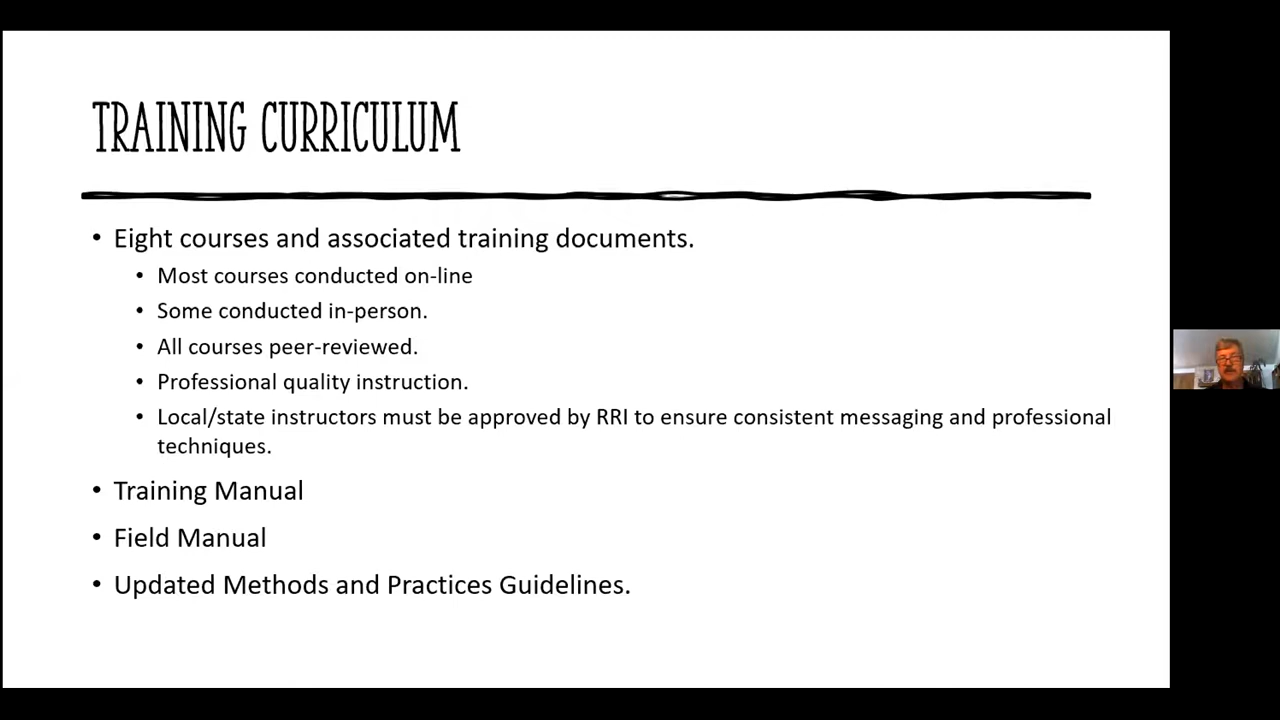 TRAINING CURRICULUM
• Eight courses and associated training documents.
• Most courses conducted on-line
• Some conducted in-person.
• All courses peer-reviewed.
• Professional quality instruction.
• Local/state instructors must be approved by RRI to ensure consistent messaging and professional
techniques.
• Training Manual
• Field Manual
• Updated Methods and Practices Guidelines.